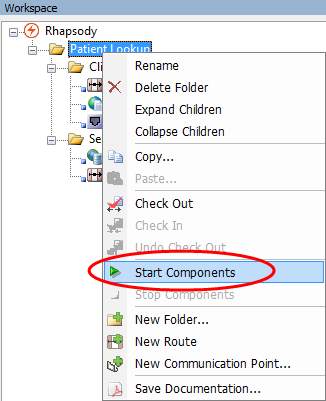 Workspace
Rhapsody
Patient Lookup
Cli
Se
Rename
Delete Folder
Expand Children
Collapse Children
Copy...
Paste...
Check Out
Check In
Undo Check Out
Start Components
Stop Components
New Folder...
New Route
New Communication Point...
Save Documentation...